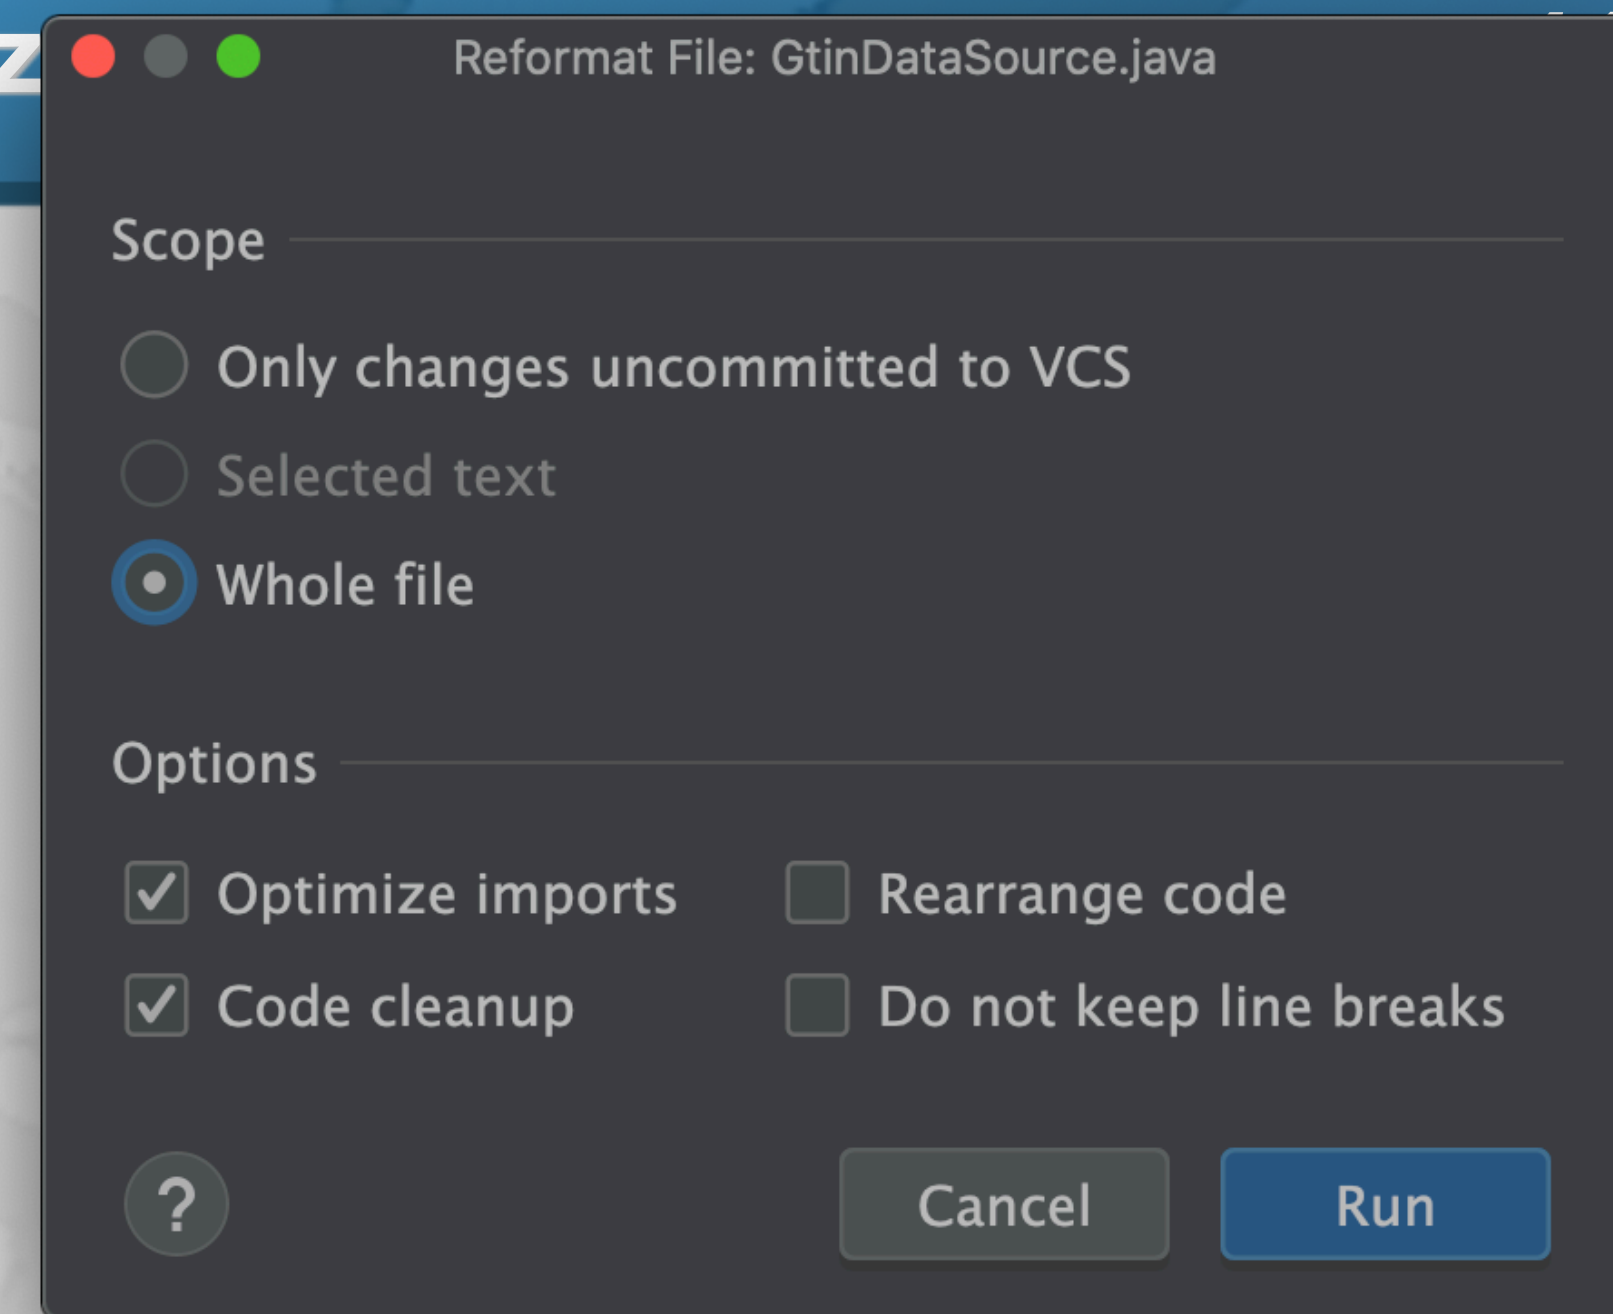 Reformat File: GtinDataSource.java
Scope
Only changes uncommitted to VCS
Selected text
Whole file
Options
Optimize imports
Rearrange code
Code cleanup
Do not keep line breaks
?
Cancel
Run